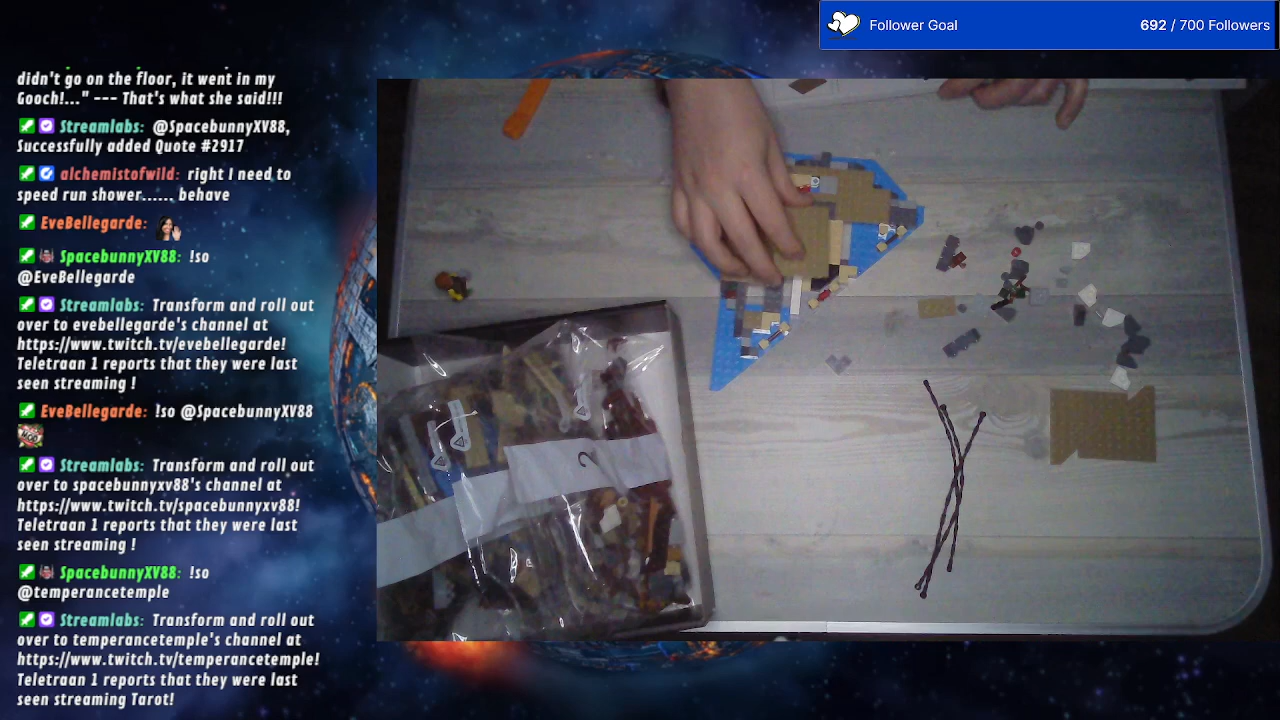 Follower Goal
692 / 700 Followers
didn't go on the floor, it went in my
Gooch!..." --- That's what she said!!!
Streamlabs: @SpacebunnyXV88,
Successfully added Quote #2917
alchemistofwild: right I need to
speed run shower...... behave
EveBellegarde:
SpacebunnyXV88: !so
@EveBellegarde
Streamlabs: Transform and roll out
over to evebellegarde's channel at
https://www.twitch.tv/evebellegarde!
Teletraan 1 reports that they were last
seen streaming !
EveBellegarde: !so @SpacebunnyXV88
Streamlabs: Transform and roll out
over to spacebunnyxv88's channel at
https://www.twitch.tv/spacebunnyxv88!
Teletraan 1 reports that they were last
seen streaming !
SpacebunnyXV88: !so
@temperancetemple
Streamlabs: Transform and roll out
over to temperancetemple's channel at
https://www.twitch.tv/temperancetemple!
Teletraan 1 reports that they were last
seen streaming Tarot!
2